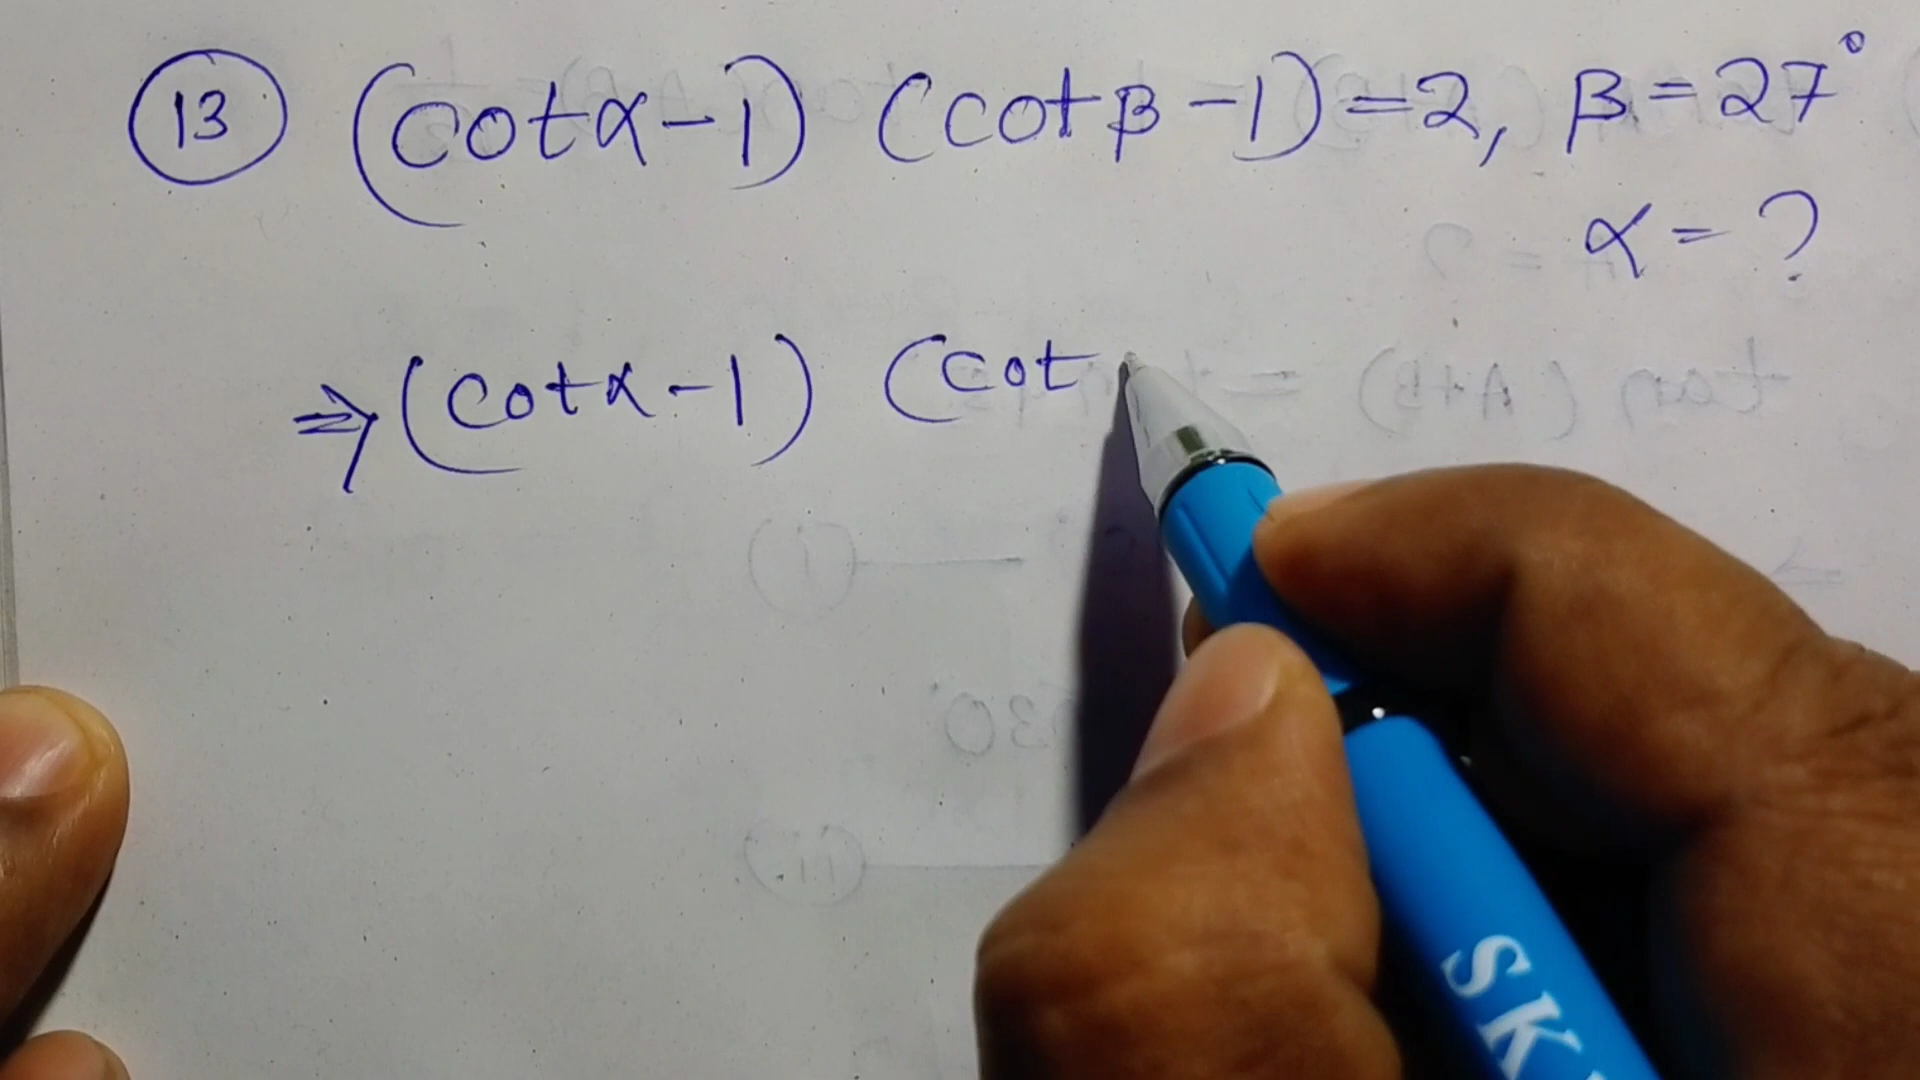 13 (cotα-1) (cotβ-1)=2, β=27°
α=?
⇒(cotα-1) (cot
SK